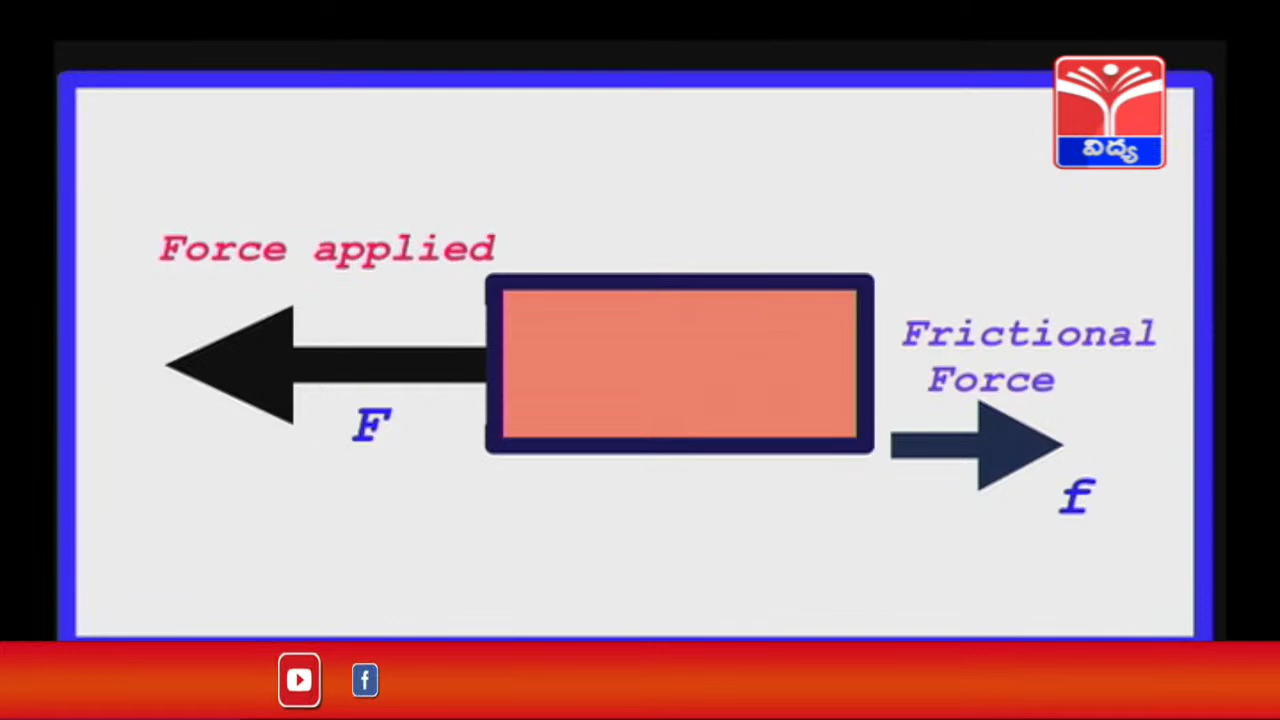 విద్య
Force applied
Frictional
Force
F
f